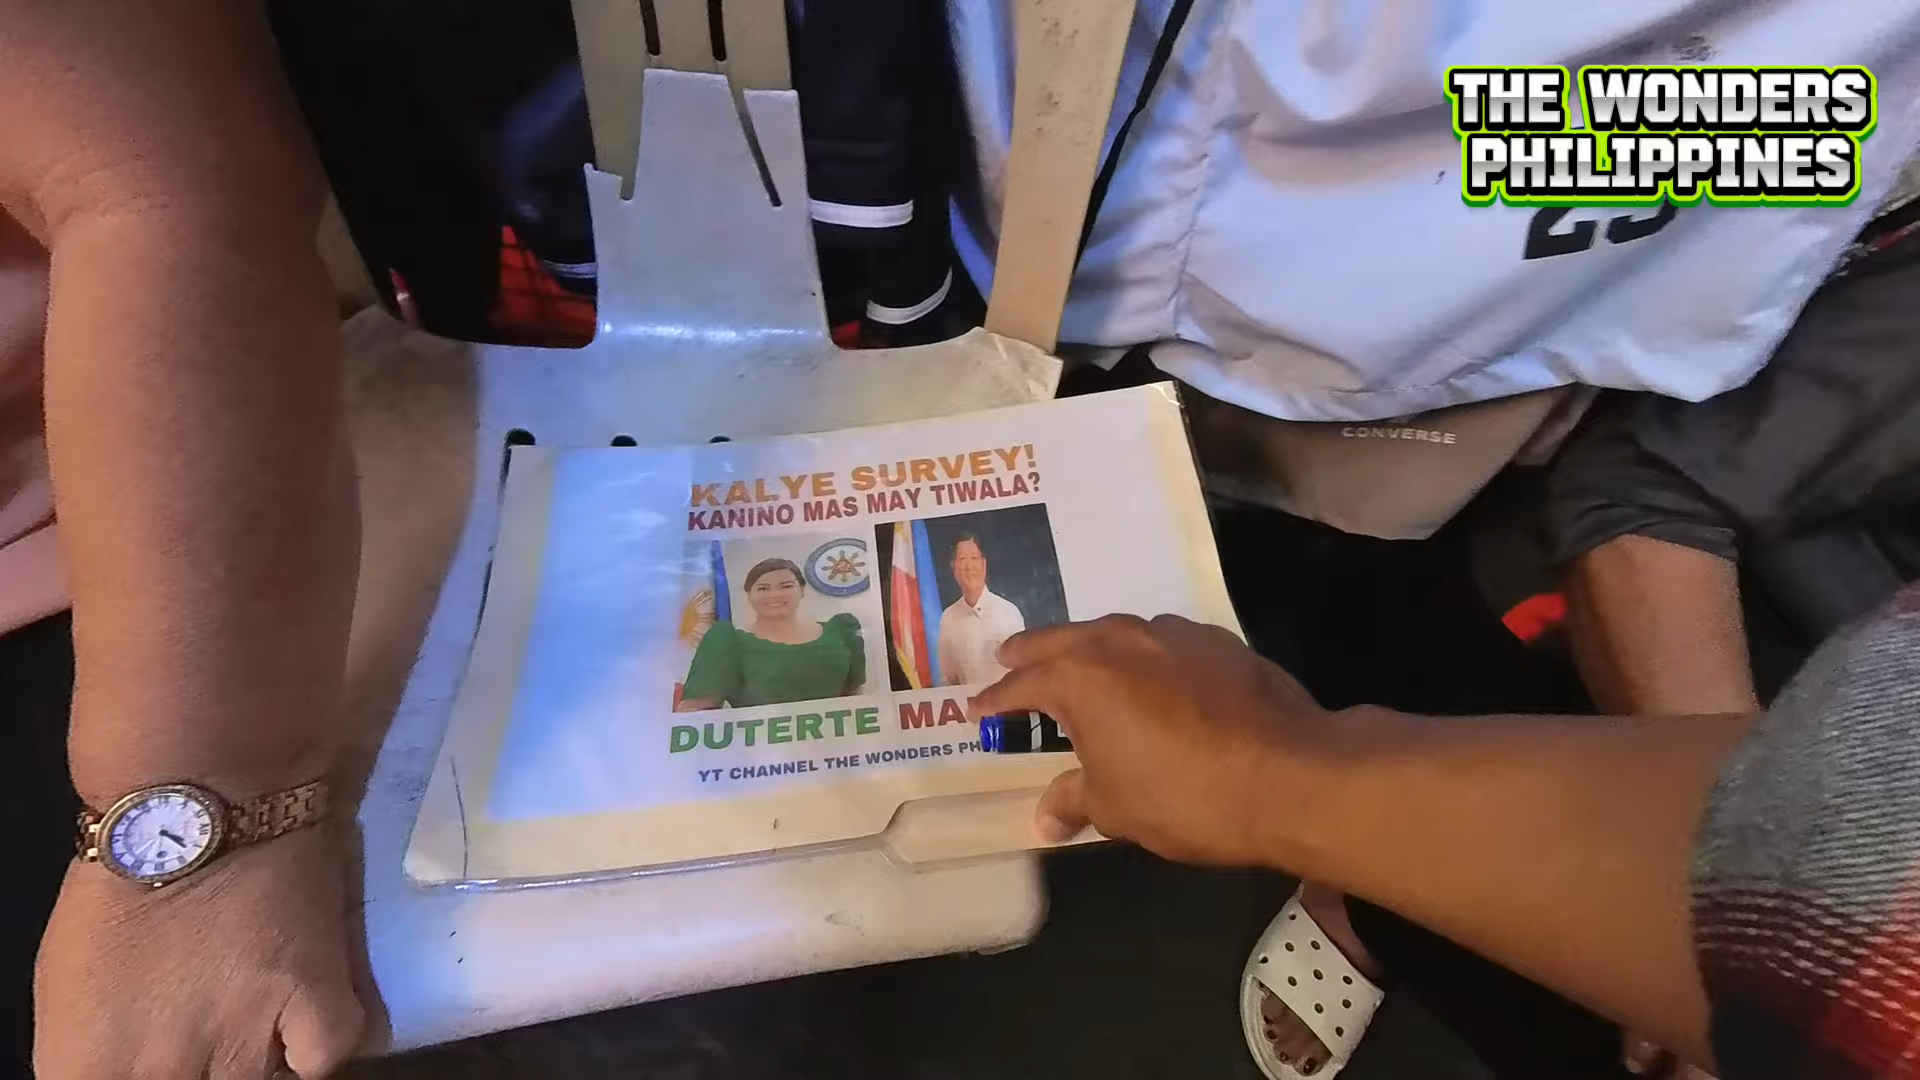 THE WONDERS
PHILIPPINES
CONVERSE
KALYE SURVEY!
KANINO MAS MAY TIWALA?
DUTERTE
YT CHANNEL THE WONDERS